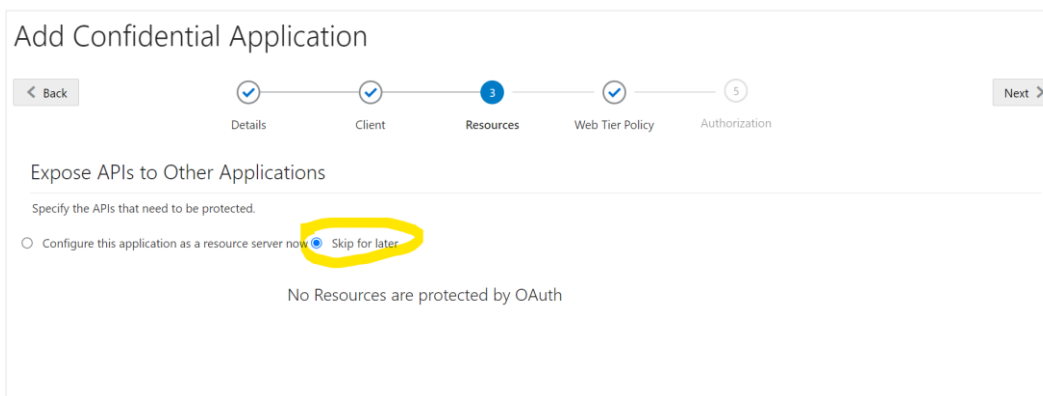 Add Confidential Application
Back
3
5
Next
Details
Client
Resources
Web Tier Policy
Authorization
Expose APIs to Other Applications
Specify the APIs that need to be protected.
Configure this application as a resource server now
Skip for later
No Resources are protected by OAuth